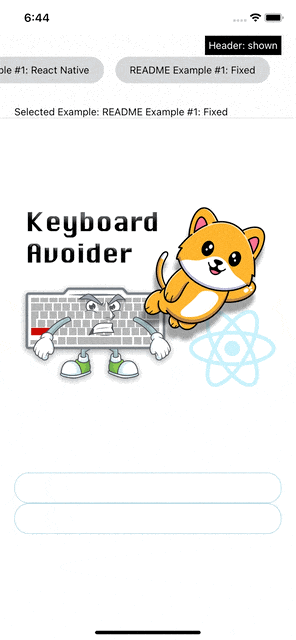 6:44
Header: shown
ple #1: React Native
README Example #1: Fixed
Selected Example: README Example #1: Fixed
Keyboard
Avoider